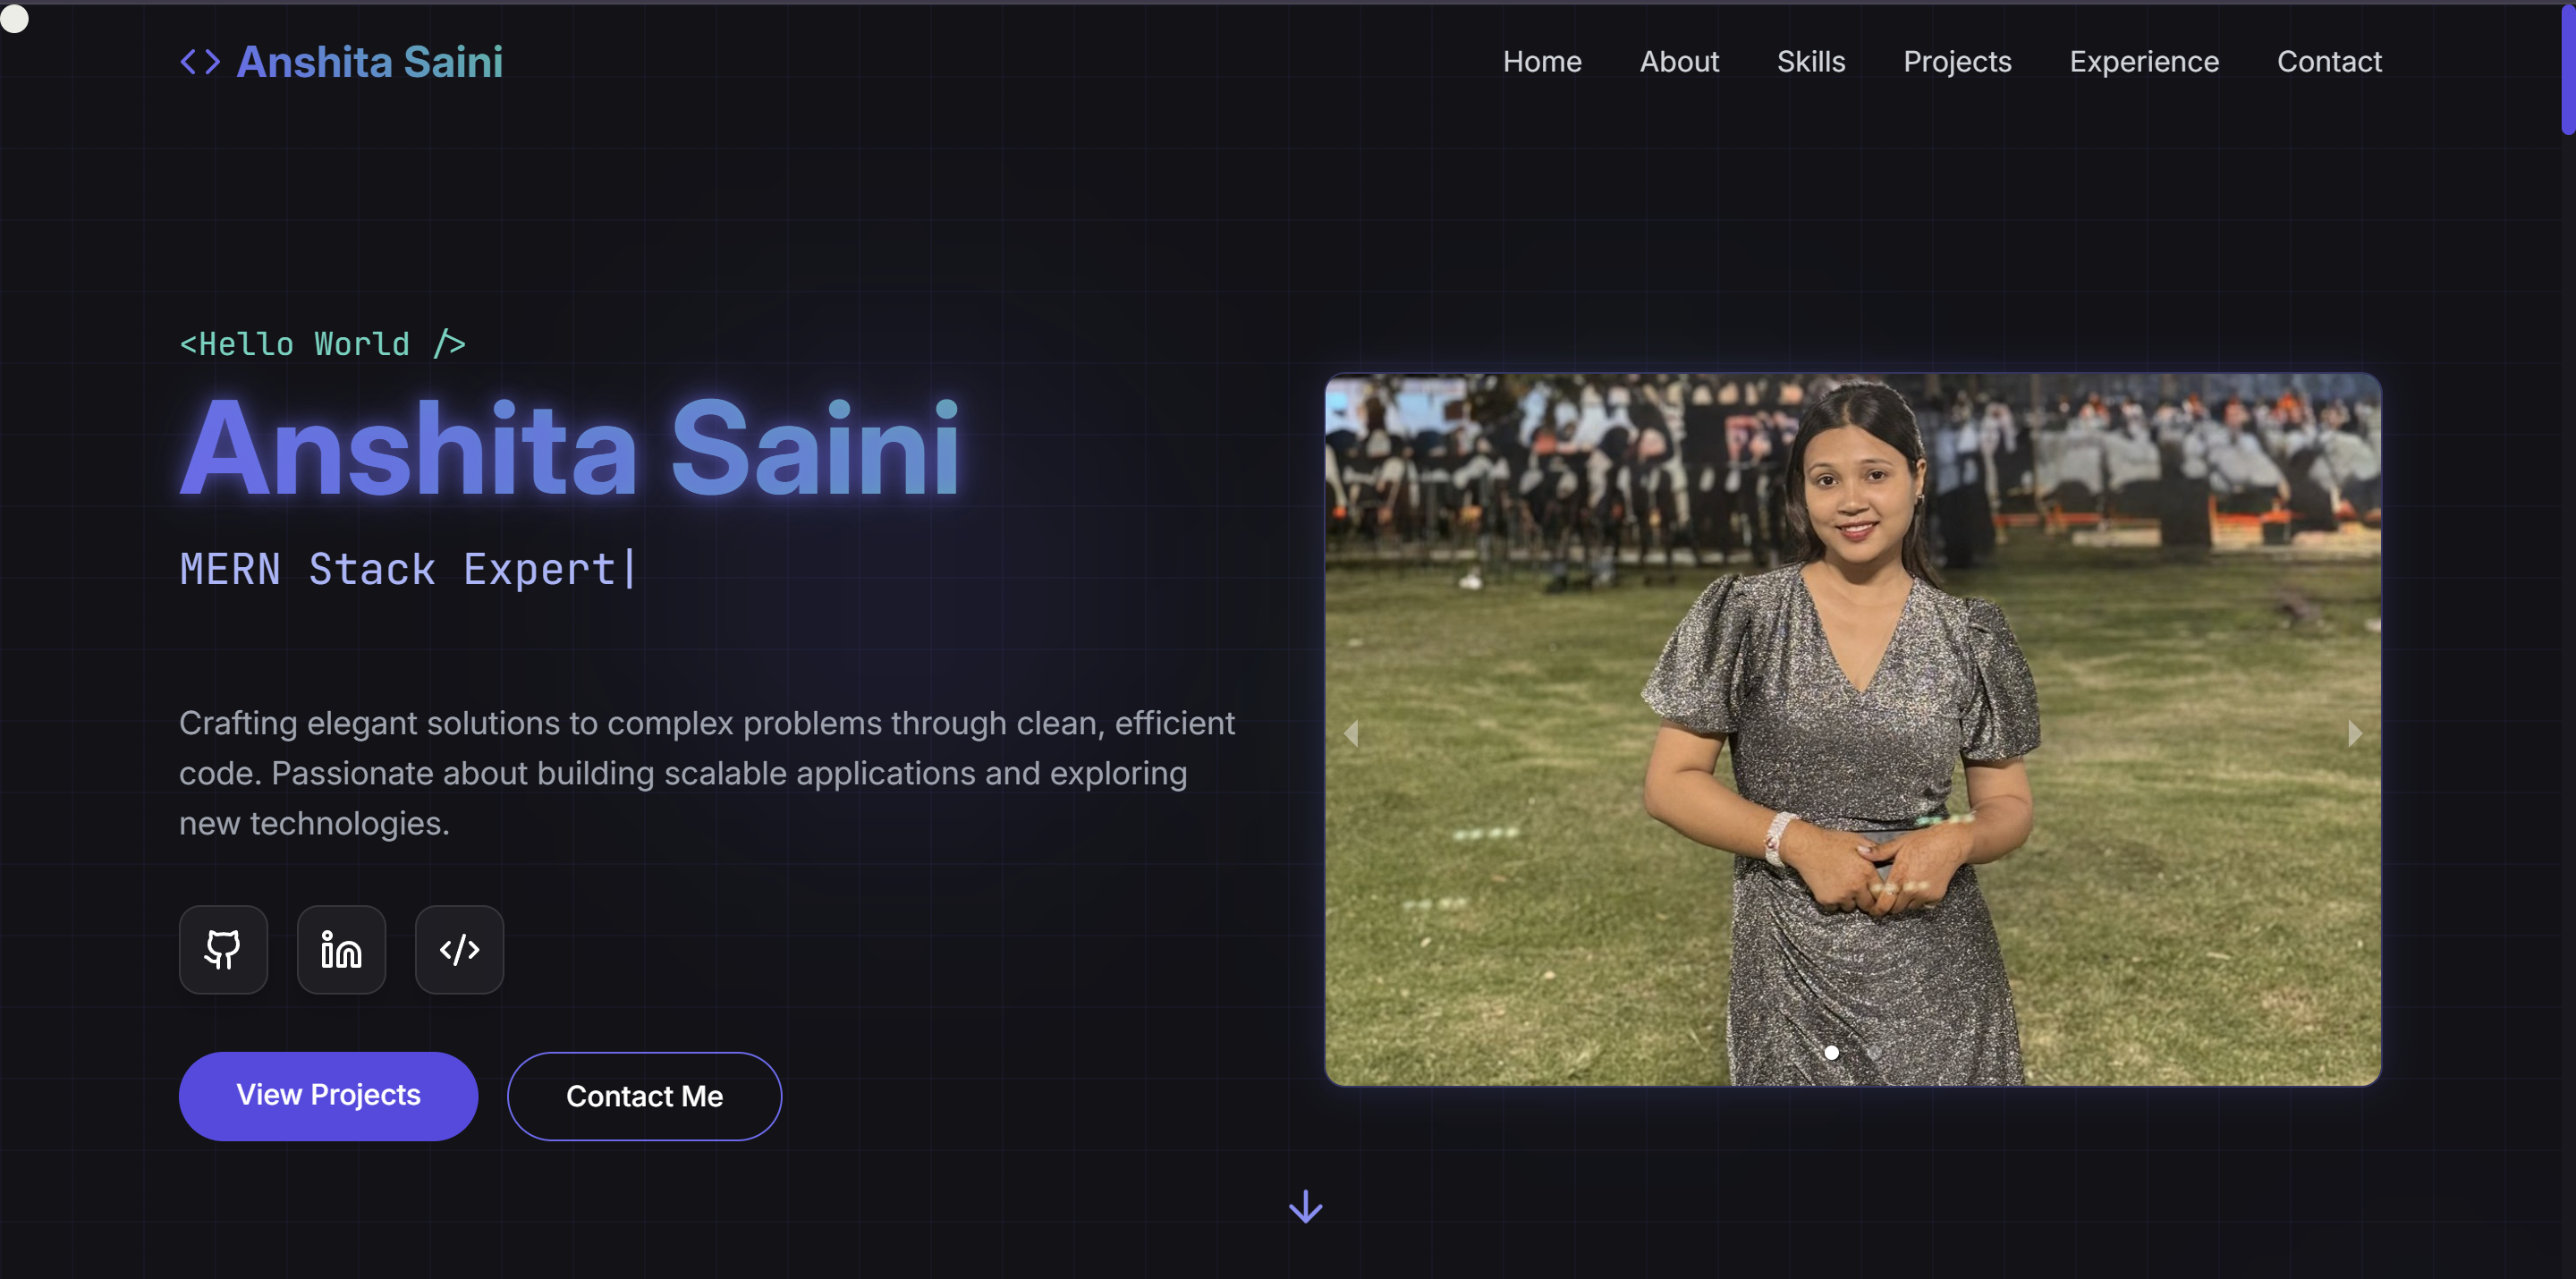 Anshita Saini
Home About Skills Projects Experience Contact
<Hello World />
Anshita Saini
MERN Stack Expert|
Crafting elegant solutions to complex problems through clean, efficient
code. Passionate about building scalable applications and exploring
new technologies.
View Projects Contact Me